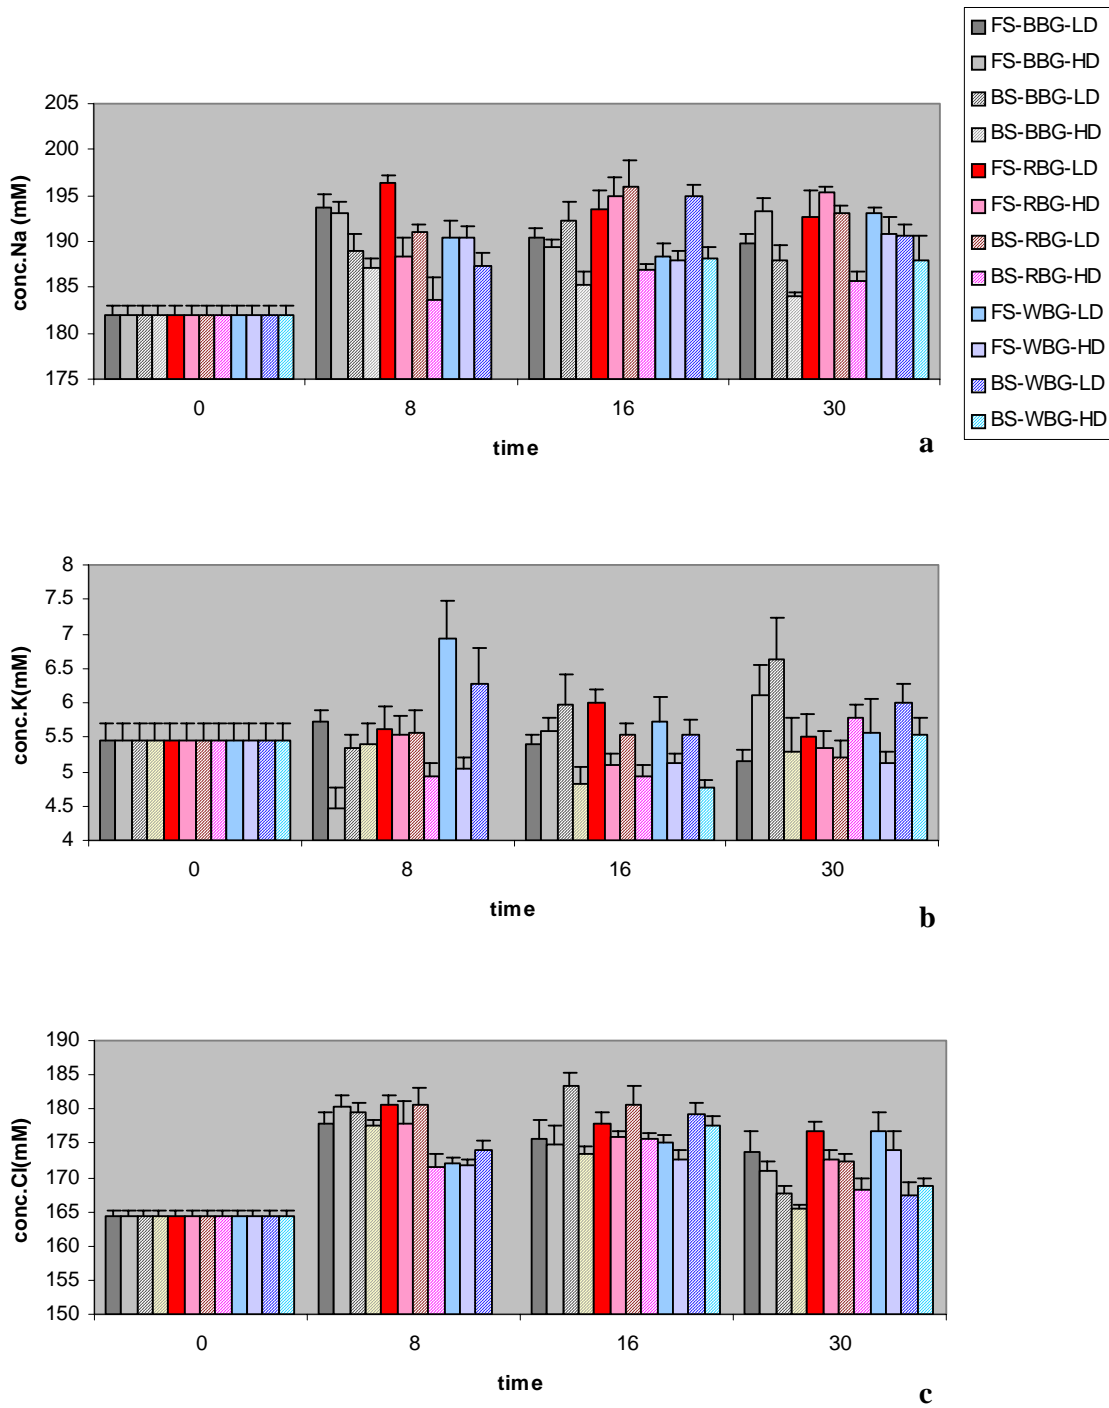 FS-BBG-LD
FS-BBG-HD
BS-BBG-LD
BS-BBG-HD
FS-RBG-LD
FS-RBG-HD
BS-RBG-LD
BS-RBG-HD
FS-WBG-LD
FS-WBG-HD
BS-WBG-LD
BS-WBG-HD
conc.Na (mM)
205
200
195
190
185
180
175
0 8 16 30
time
a
conc.K(mM)
8
7.5
7
6.5
6
5.5
5
4.5
4
0 8 16 30
time
b
conc.Cl(mM)
190
185
180
175
170
165
160
155
150
0 8 16 30
time
c